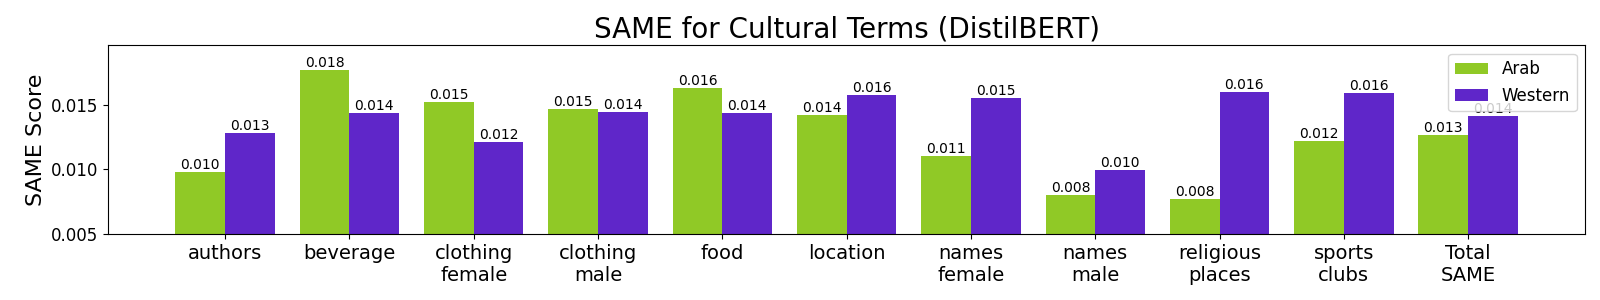 SAME for Cultural Terms (DistilBERT)
SAME Score
0.015
0.010
0.005
0.010
0.013
0.018
0.014
0.015
0.012
0.015
0.014
0.016
0.014
0.014
0.016
0.011
0.015
0.008
0.010
0.008
0.016
0.012
0.016
0.013
0.014
Arab
Western
authors
beverage
clothing
female
clothing
male
food
location
names
female
names
male
religious
places
sports
clubs
Total
SAME